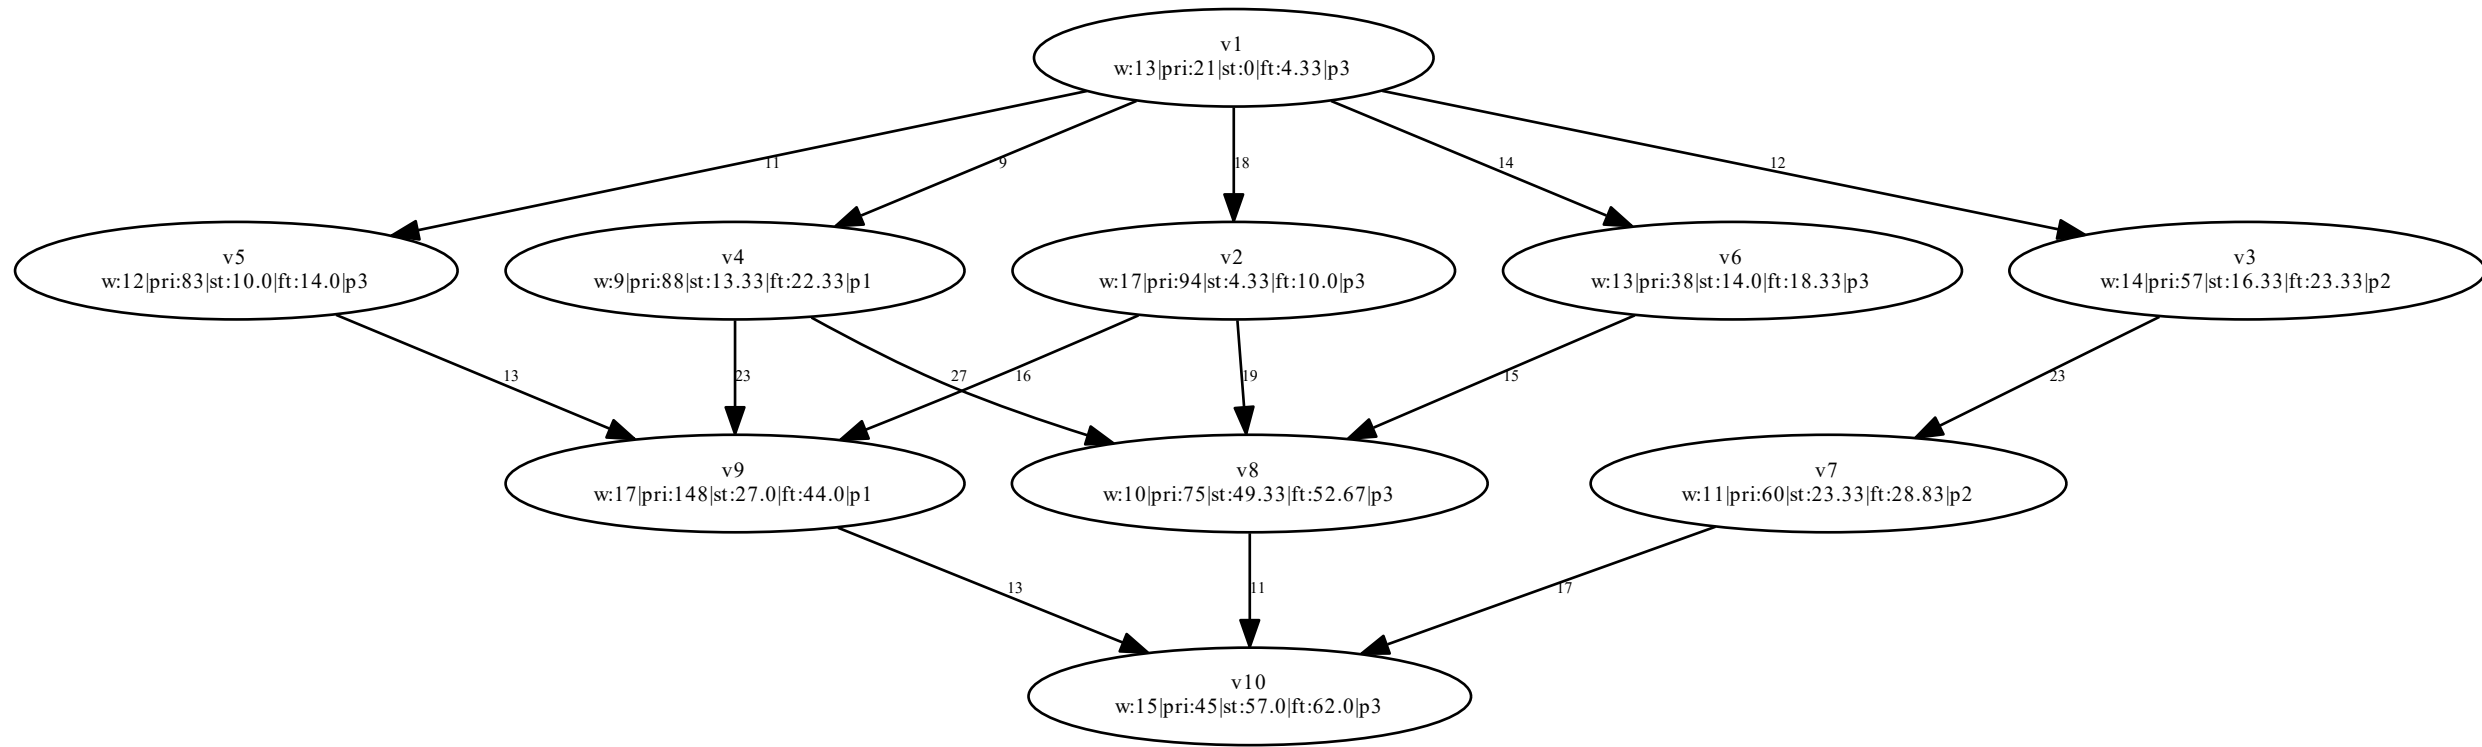 v1
w:13|pri:21|st:0|ft:4.33|p3
11
9
18
14
12
v5
w:12|pri:83|st:10.0|ft:14.0|p3
v4
w:9|pri:88|st:13.33|ft:22.33|p1
v2
w:17|pri:94|st:4.33|ft:10.0|p3
v6
w:13|pri:38|st:14.0|ft:18.33|p3
v3
w:14|pri:57|st:16.33|ft:23.33|p2
13
23
27
16
19
15
23
v9
w:17|pri:148|st:27.0|ft:44.0|p1
v8
w:10|pri:75|st:49.33|ft:52.67|p3
v7
w:11|pri:60|st:23.33|ft:28.83|p2
13
11
17
v10
w:15|pri:45|st:57.0|ft:62.0|p3